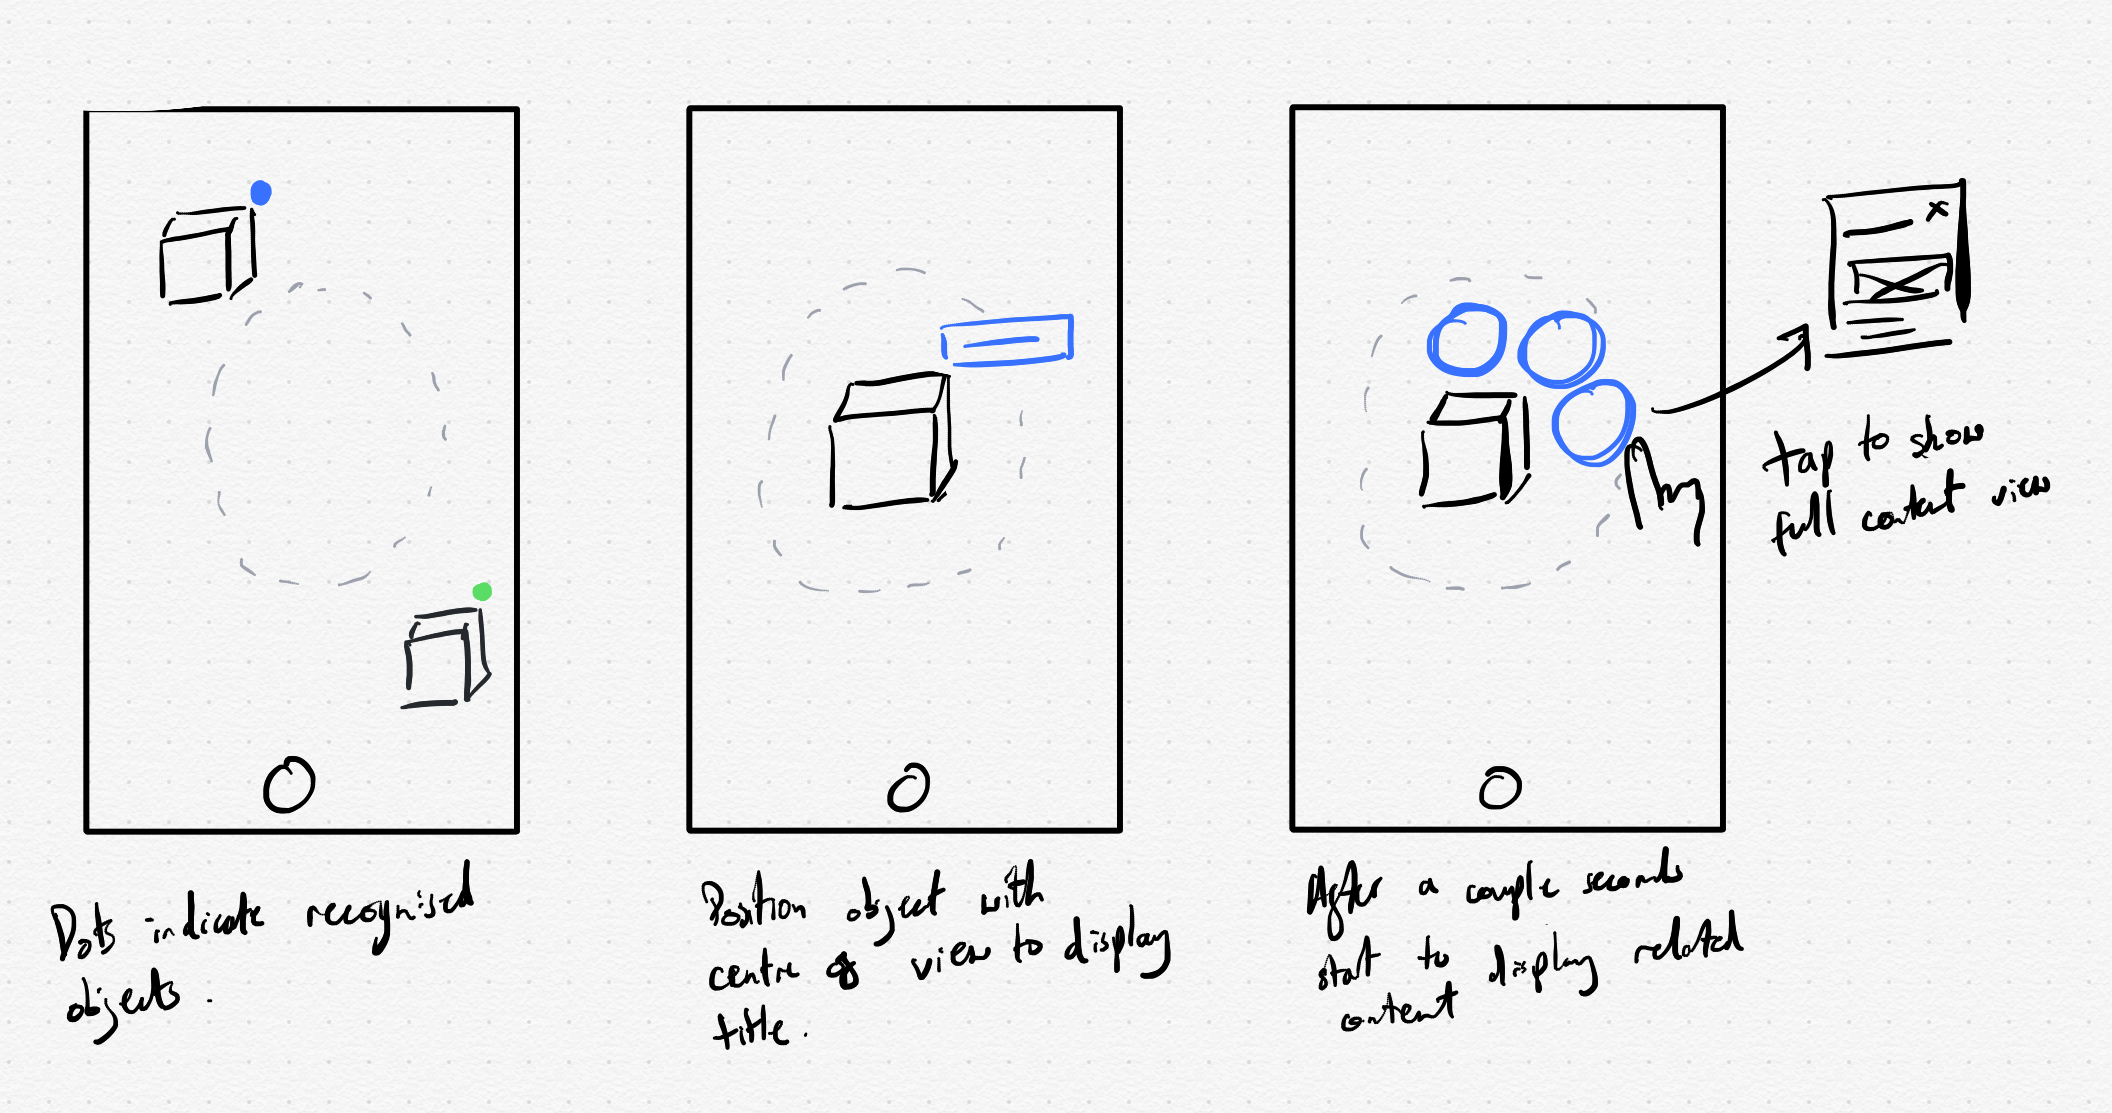 Dots indicate recognised
objects.
Position object with
centre of view to display
title.
After a couple seconds
start to display related
content
tap to show
full content view
x